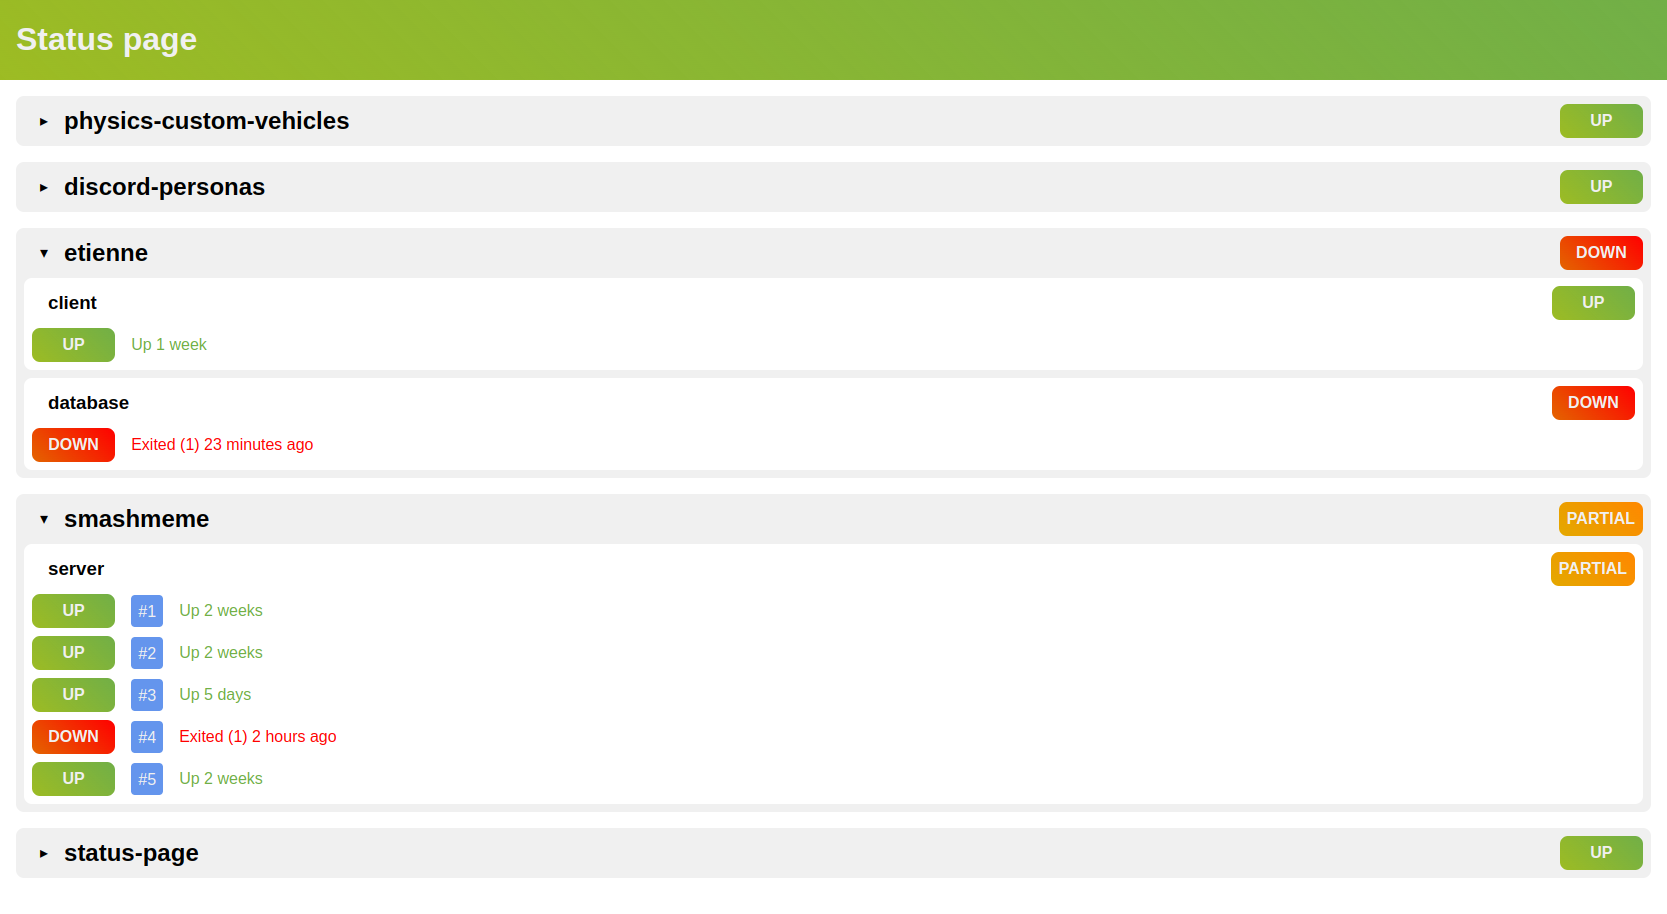 Status page
▸ physics-custom-vehicles UP
▸ discord-personas UP
▾ etienne DOWN
client UP
UP Up 1 week
database DOWN
DOWN Exited (1) 23 minutes ago
▾ smashmeme PARTIAL
server PARTIAL
UP #1 Up 2 weeks
UP #2 Up 2 weeks
UP #3 Up 5 days
DOWN #4 Exited (1) 2 hours ago
UP #5 Up 2 weeks
▸ status-page UP